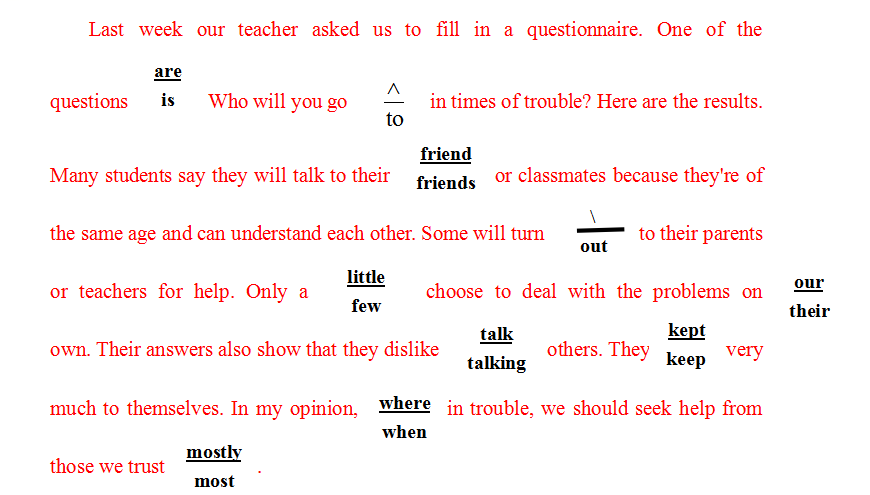 Last week our teacher asked us to fill in a questionnaire. One of the
are
questions is Who will you go ^ in times of trouble? Here are the results.
to
friend
Many students say they will talk to their friends or classmates because they're of
\
the same age and can understand each other. Some will turn to their parents
out
little our
or teachers for help. Only a choose to deal with the problems on
few their
talk kept
own. Their answers also show that they dislike others. They very
talking keep
much to themselves. In my opinion, where in trouble, we should seek help from
when
mostly
those we trust .
most